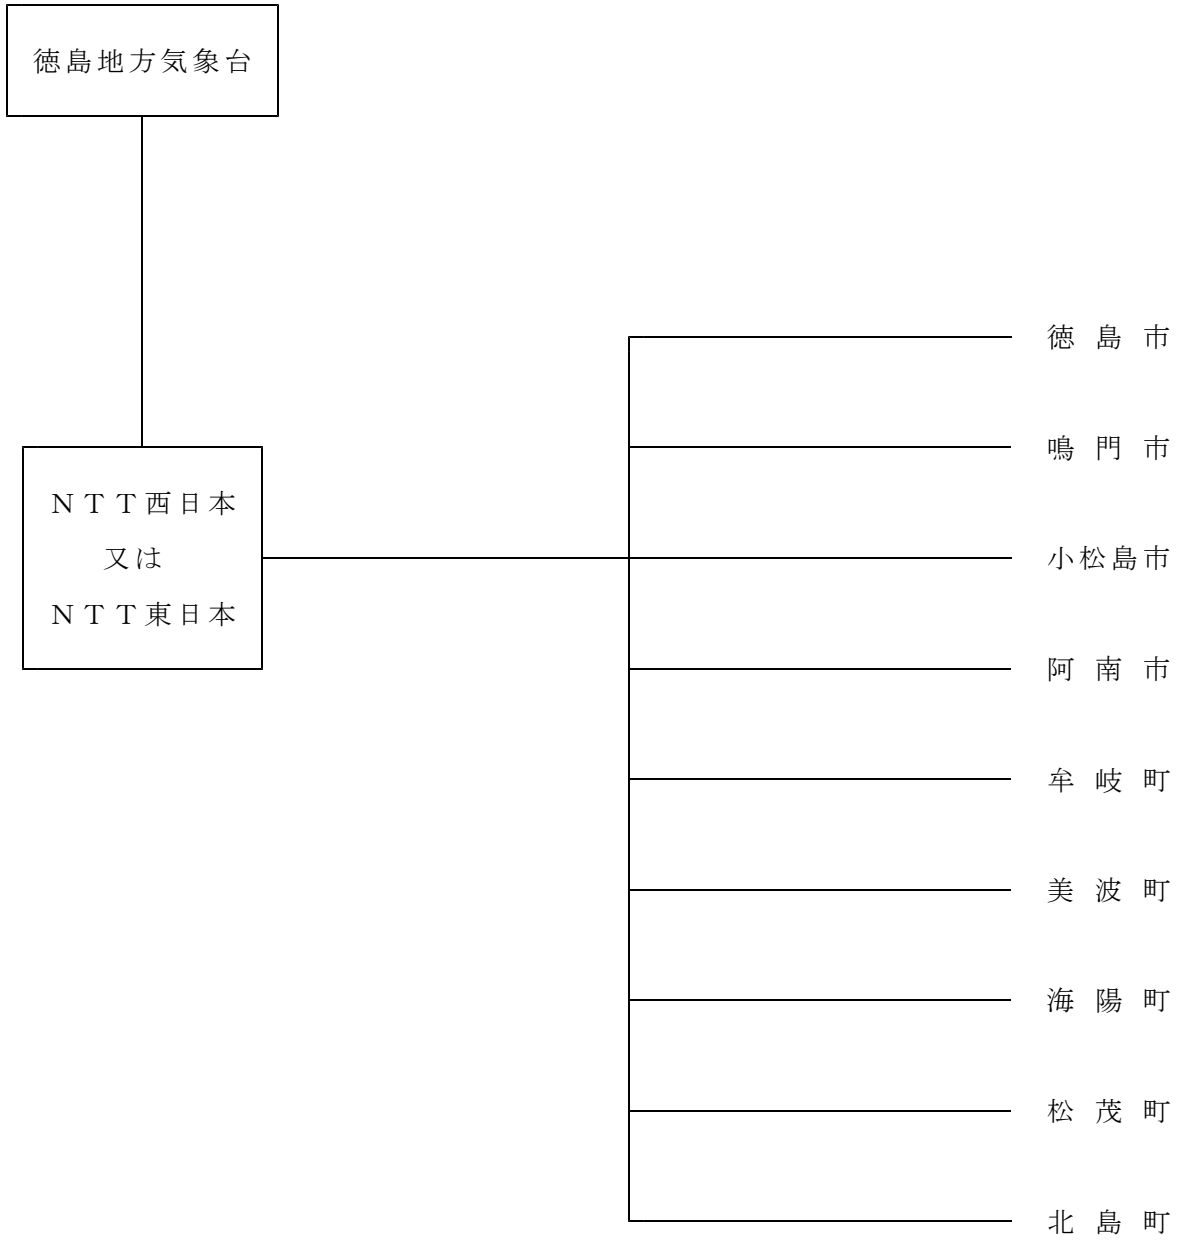 徳島地方気象台
ＮＴＴ西日本
又は
ＮＴＴ東日本
徳島市
鳴門市
小松島市
阿南市
牟岐町
美波町
海陽町
松茂町
北島町